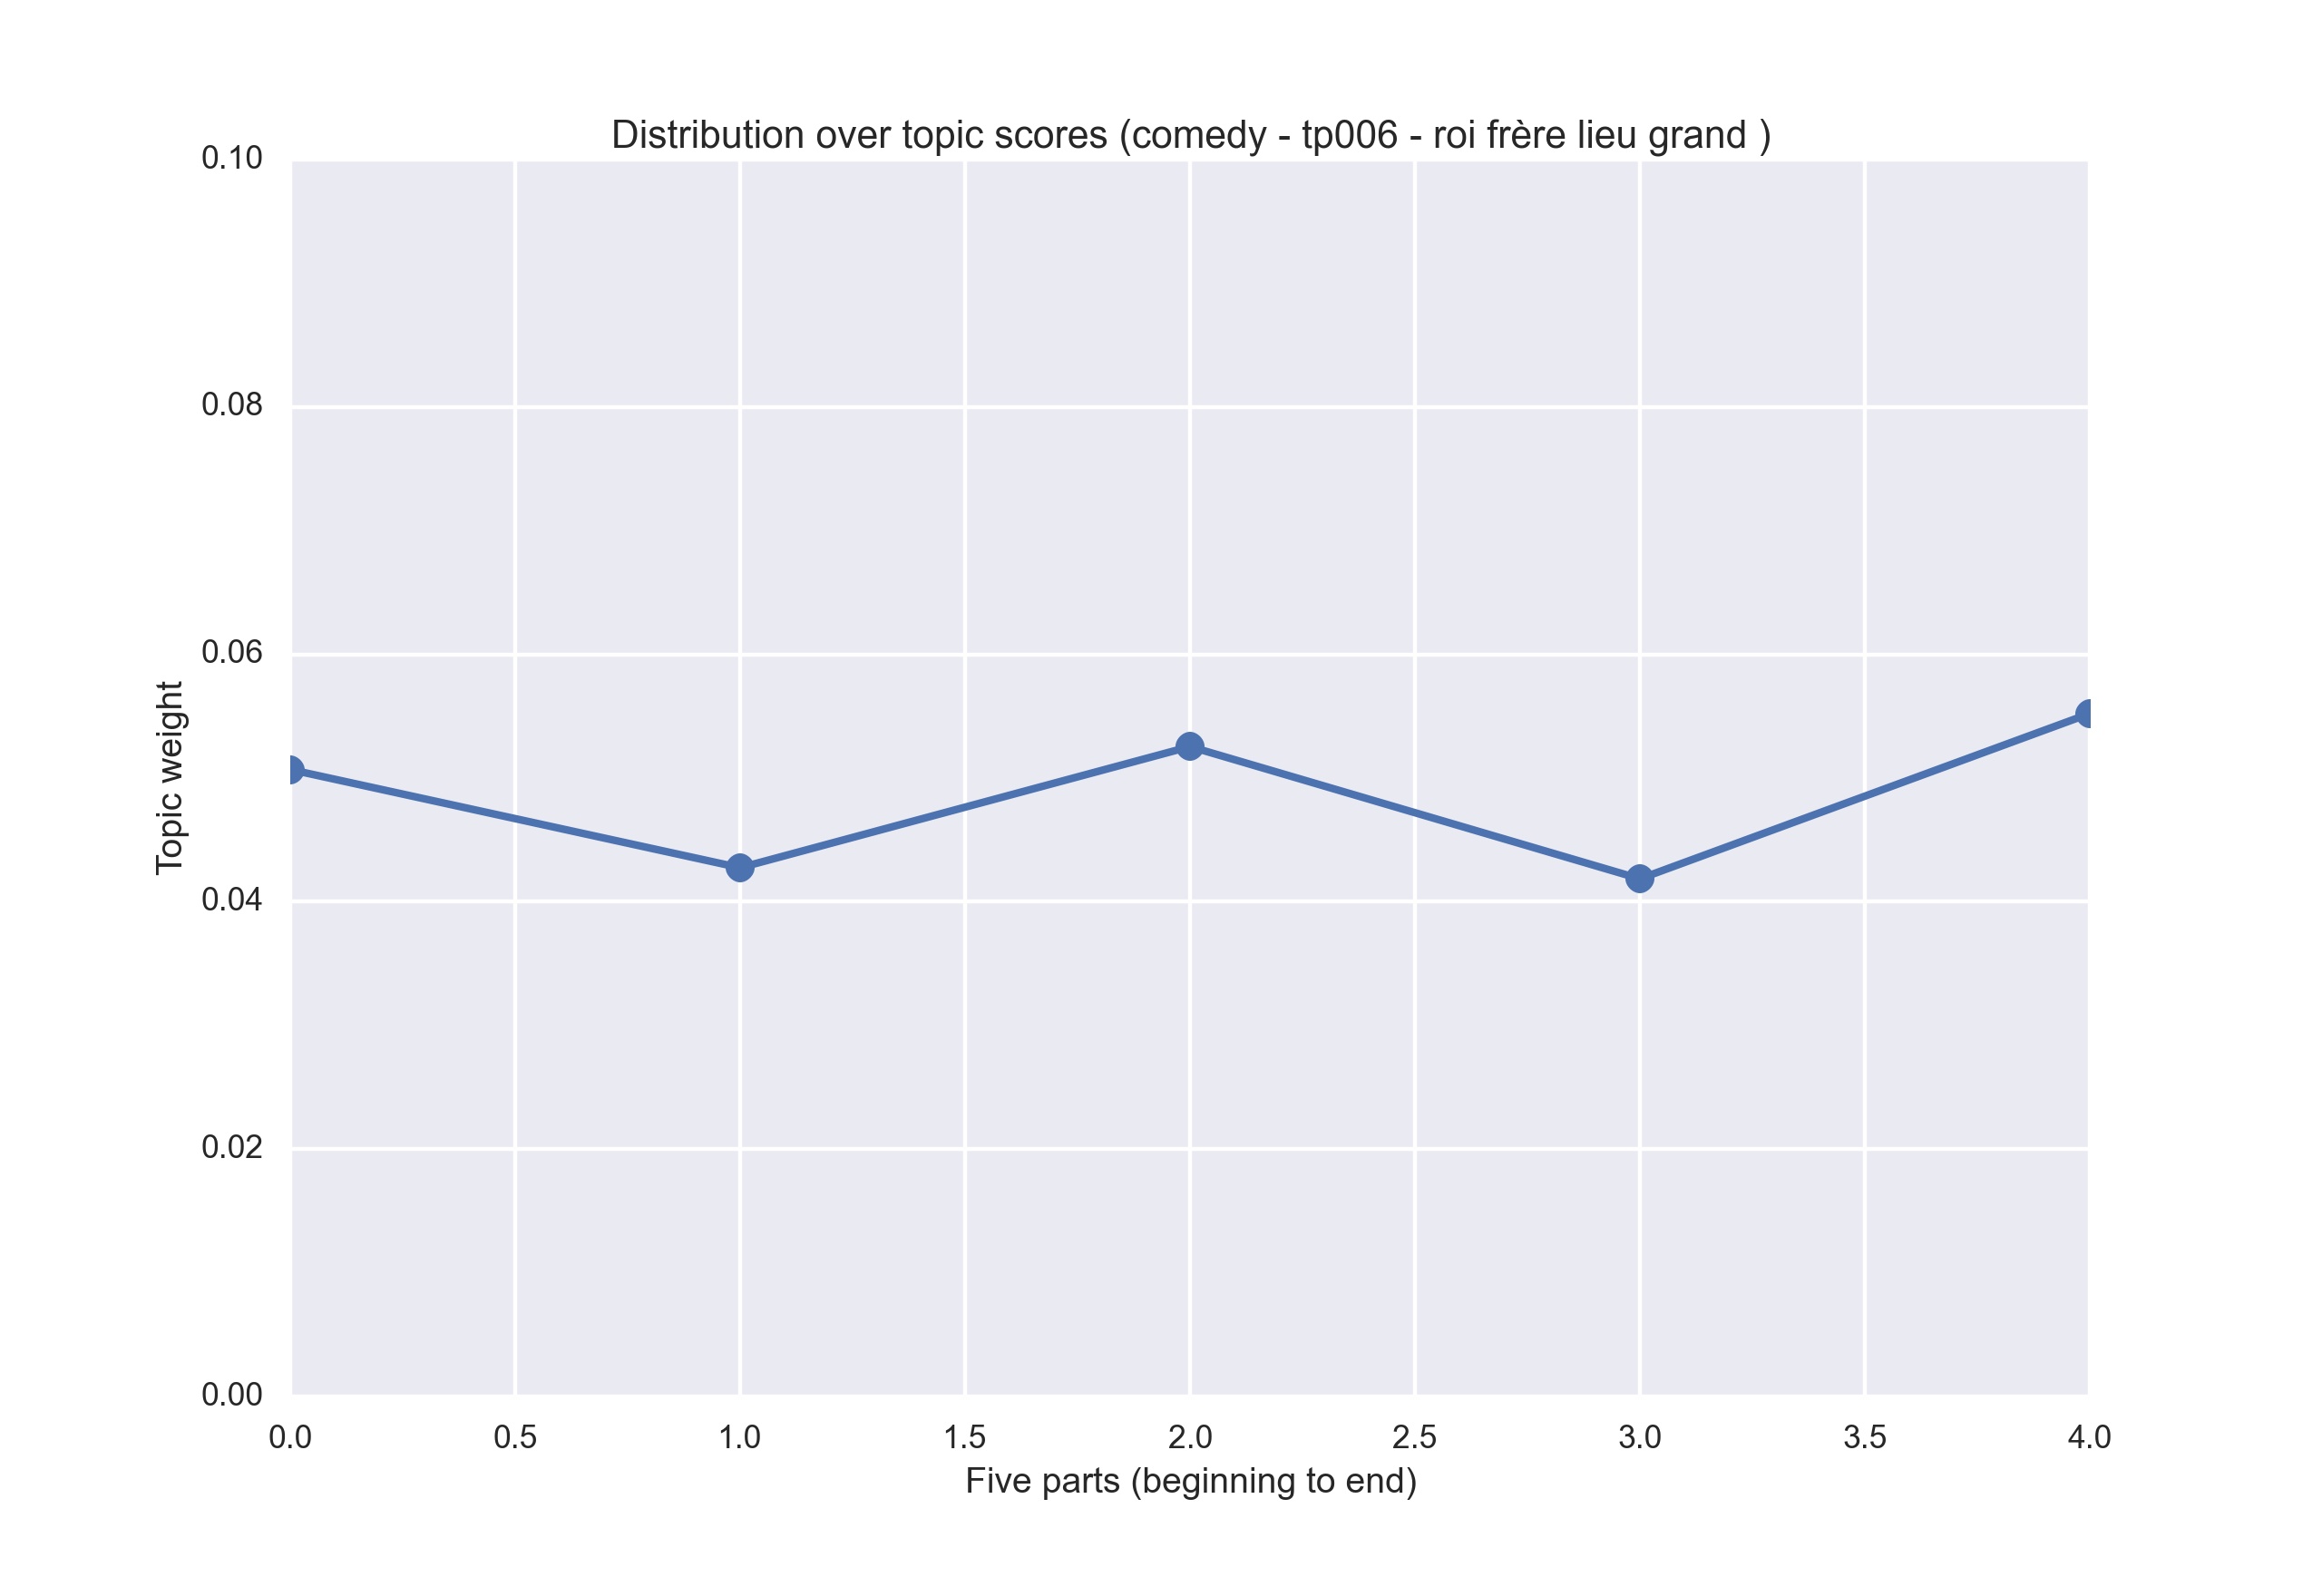 Distribution over topic scores (comedy - tp006 - roi frère lieu grand )
0.10
0.08
0.06
0.04
0.02
0.00
Topic weight
0.0 0.5 1.0 1.5 2.0 2.5 3.0 3.5 4.0
Five parts (beginning to end)